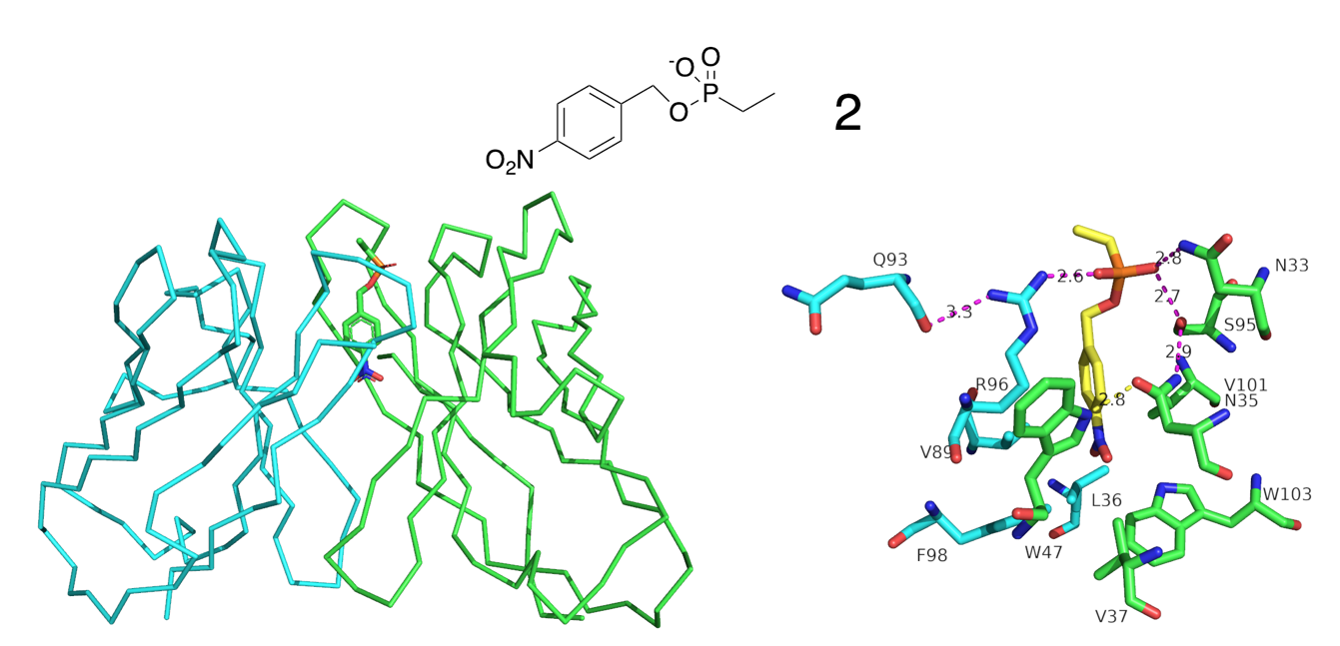 -O O
P
O
O2N
2
Q93
2.8
N33
2.6
2.7
3.3
S95
2.9
R96
V101
2.8
N35
V89
L36
W103
F98
W47
V37